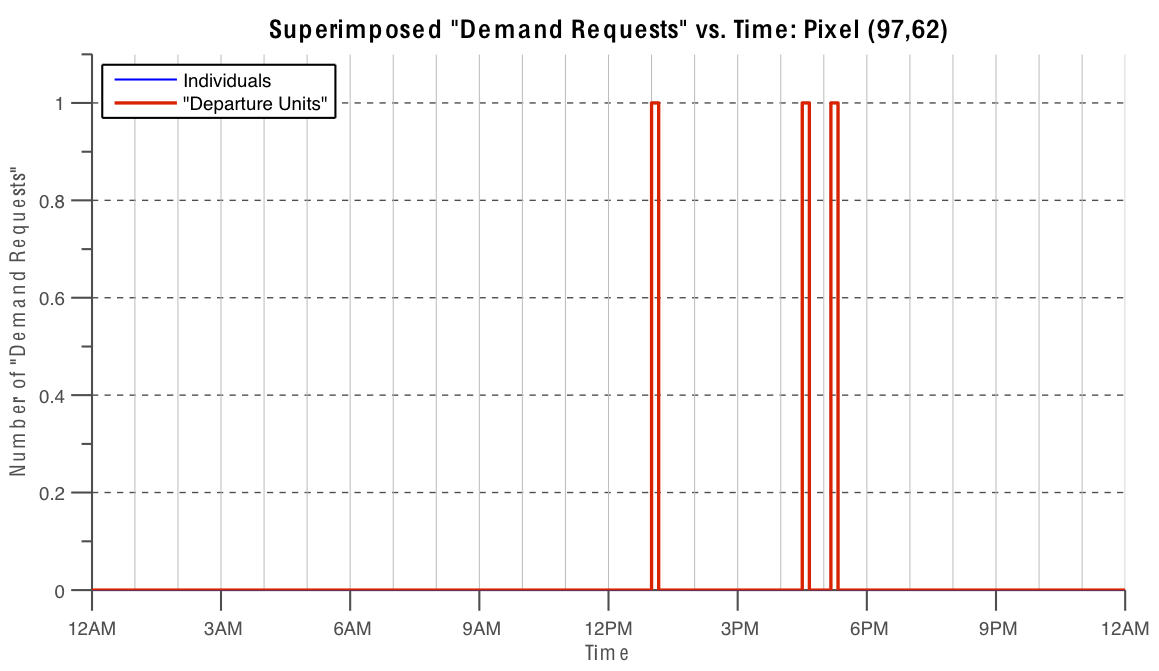 Superimposed "Demand Requests" vs. Time: Pixel (97,62)
Individuals
"Departure Units"
Number of "Demand Requests"
1
0.8
0.6
0.4
0.2
0
12AM 3AM 6AM 9AM 12PM 3PM 6PM 9PM 12AM
Time